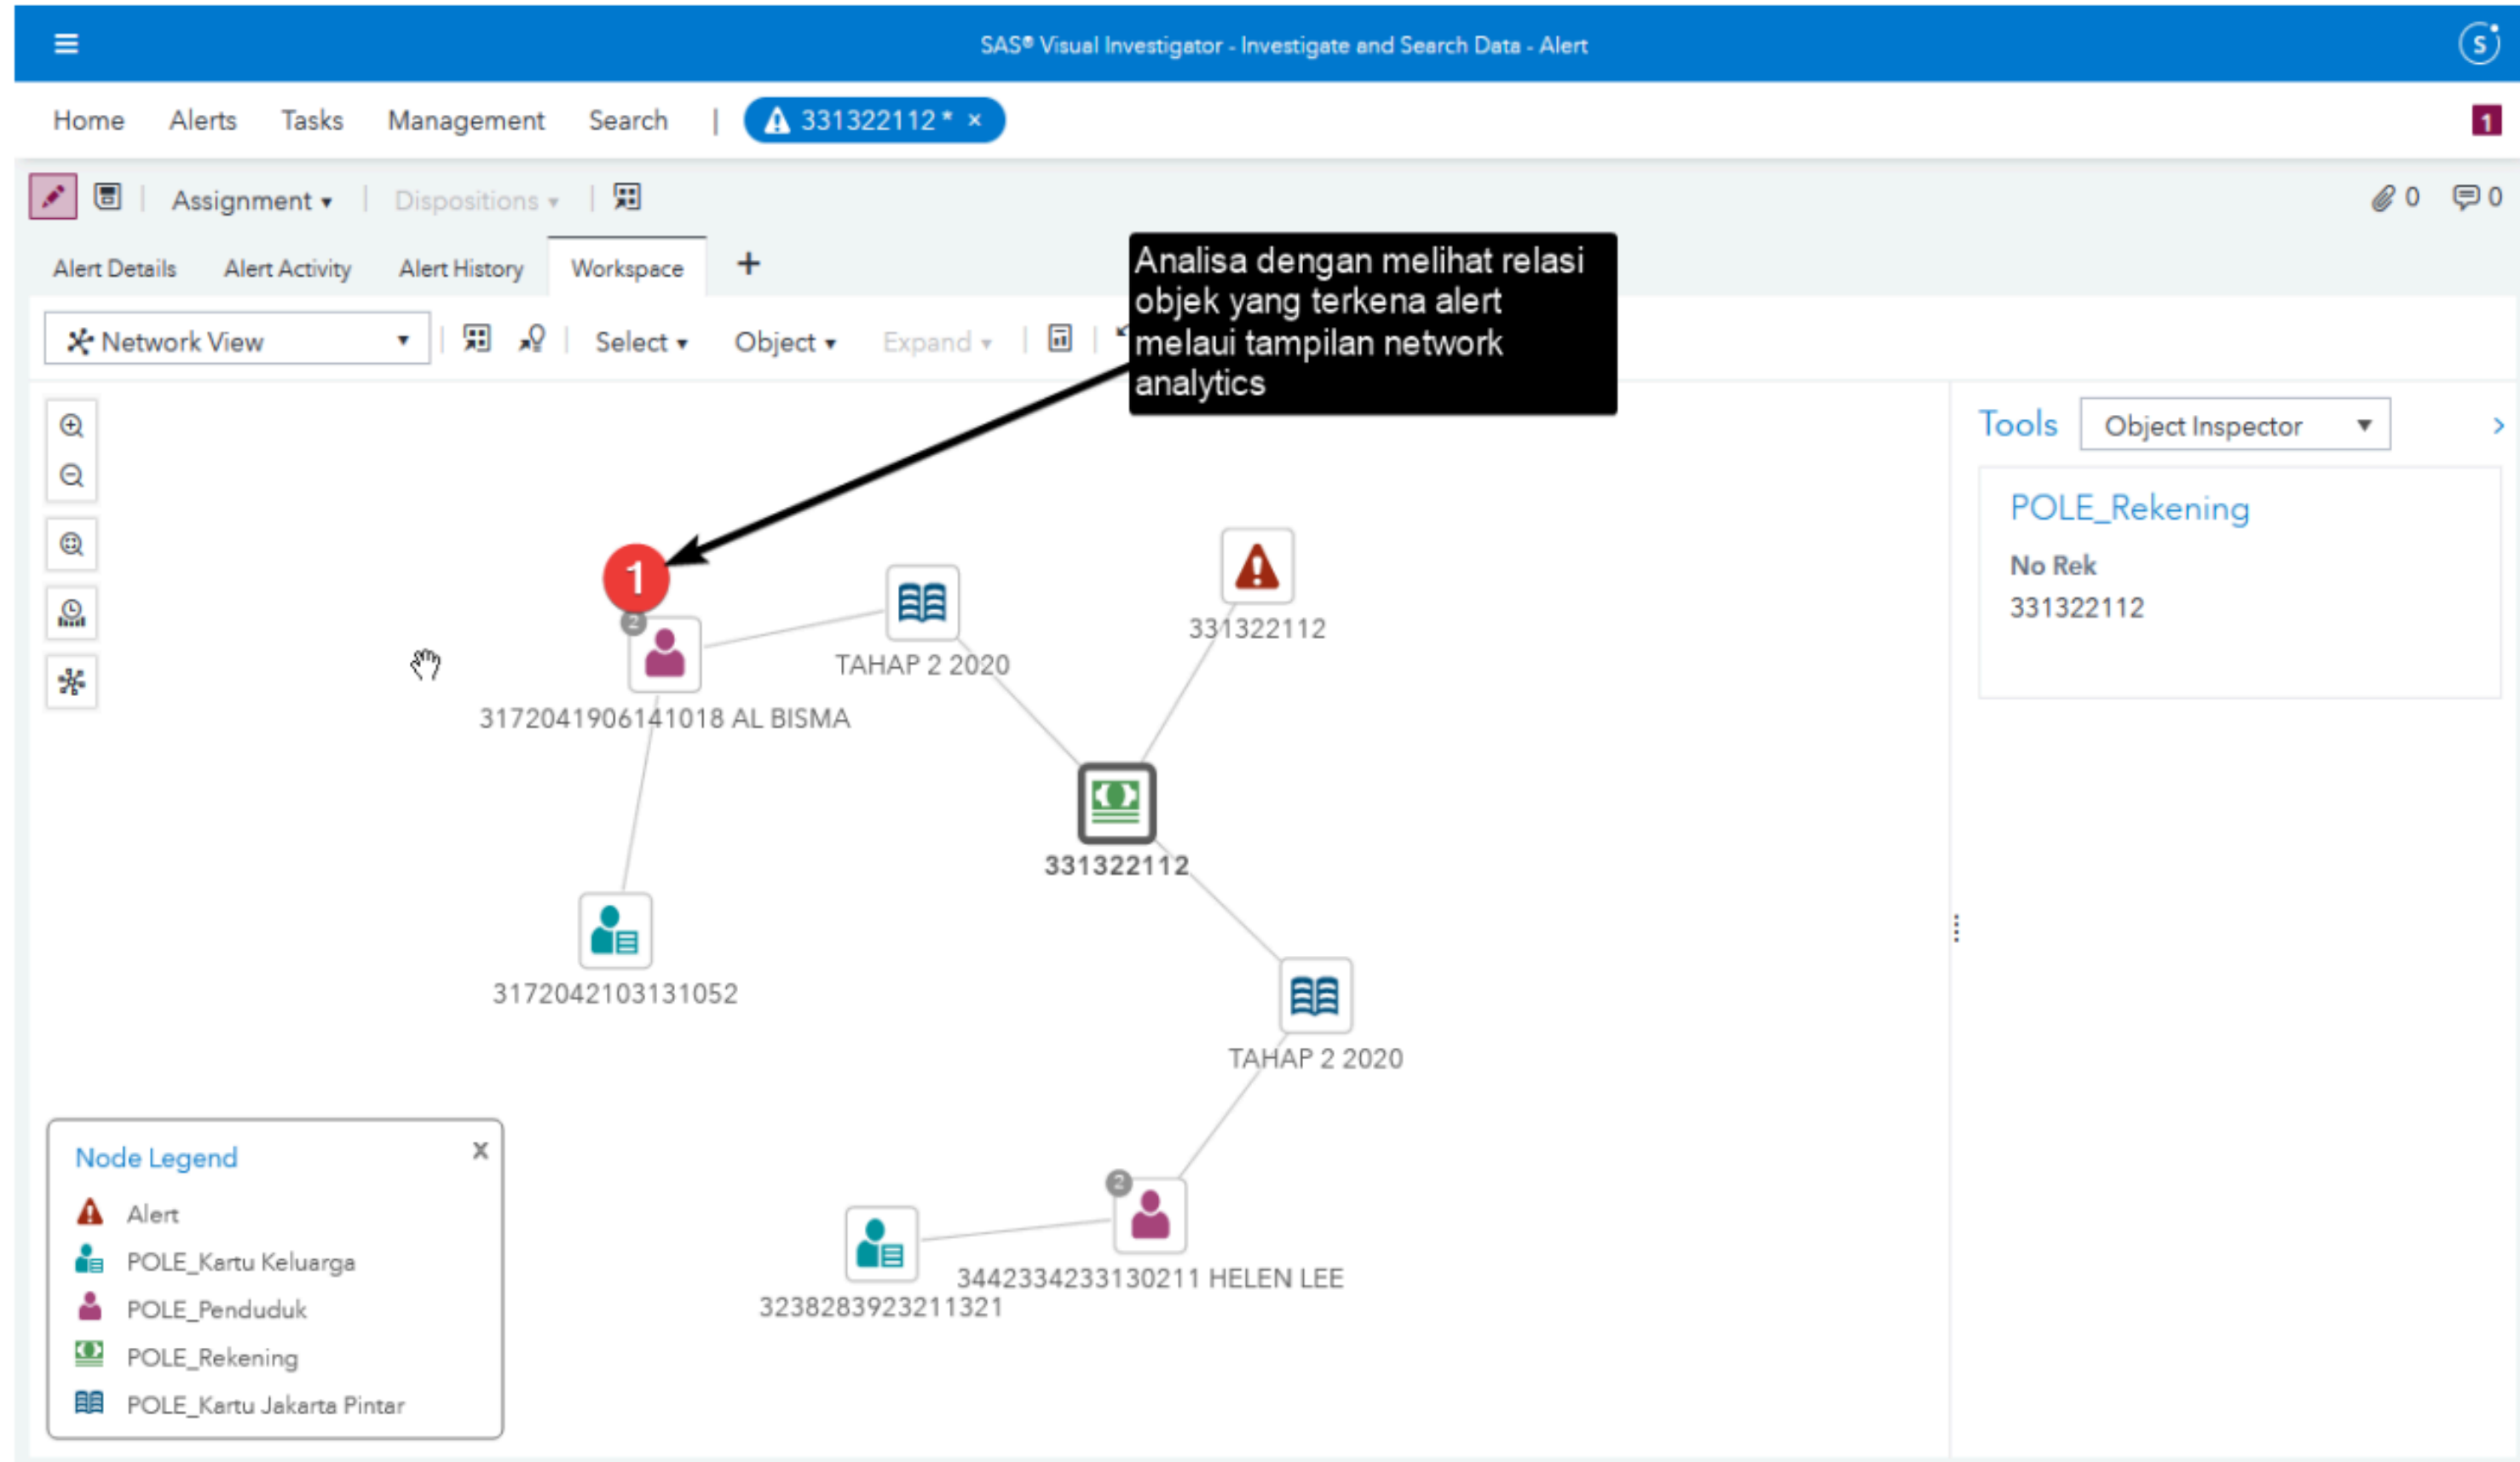 SAS® Visual Investigator - Investigate and Search Data - Alert
S
Home Alerts Tasks Management Search | 331322112 * ×
1
Assignment Dispositions
0 0
Alert Details Alert Activity Alert History Workspace +
Analisa dengan melihat relasi
objek yang terkena alert
melaui tampilan network
analytics
Network View Select Object Expand
Tools Object Inspector
POLE_Rekening
No Rek
331322112
1
2
3172041906141018 AL BISMA
TAHAP 2 2020
331322112
331322112
3172042103131052
TAHAP 2 2020
2
3442334233130211 HELEN LEE
3238283923211321
Node Legend x
Alert
POLE_Kartu Keluarga
POLE_Penduduk
POLE_Rekening
POLE_Kartu Jakarta Pintar